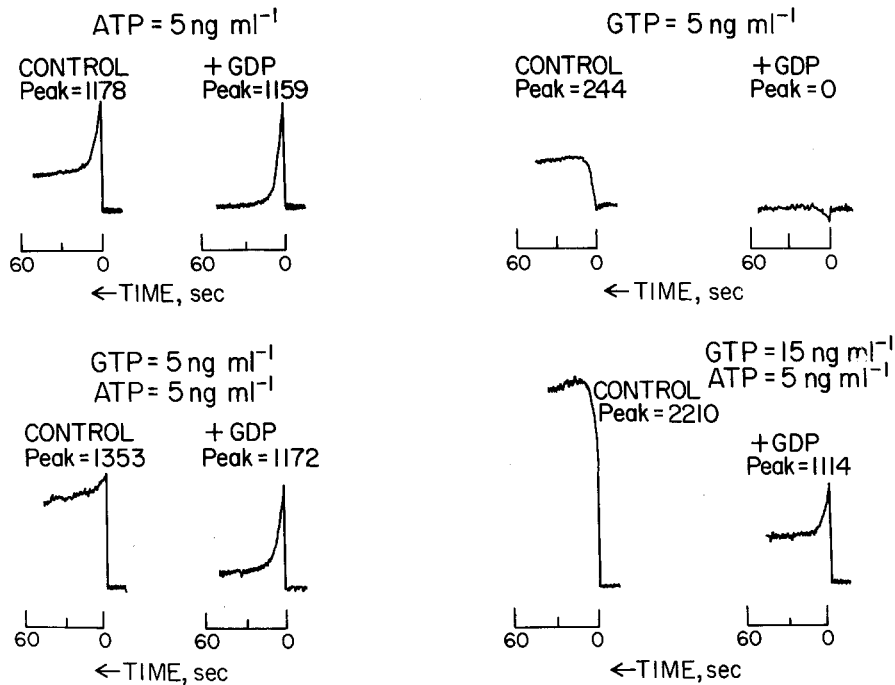 ATP = 5 ng ml⁻¹
CONTROL
Peak=1178
+ GDP
Peak=1159
60
0
60
0
←TIME, sec
GTP = 5 ng ml⁻¹
CONTROL
Peak = 244
+GDP
Peak=0
60
0
60
0
←TIME, sec
GTP = 5 ng ml⁻¹
ATP = 5 ng ml⁻¹
CONTROL
Peak=1353
+ GDP
Peak=1172
60
0
60
0
←TIME, sec
GTP = 15 ng ml⁻¹
ATP = 5 ng ml⁻¹
CONTROL
Peak=2210
+GDP
Peak=1114
60
0
60
0
←TIME, sec